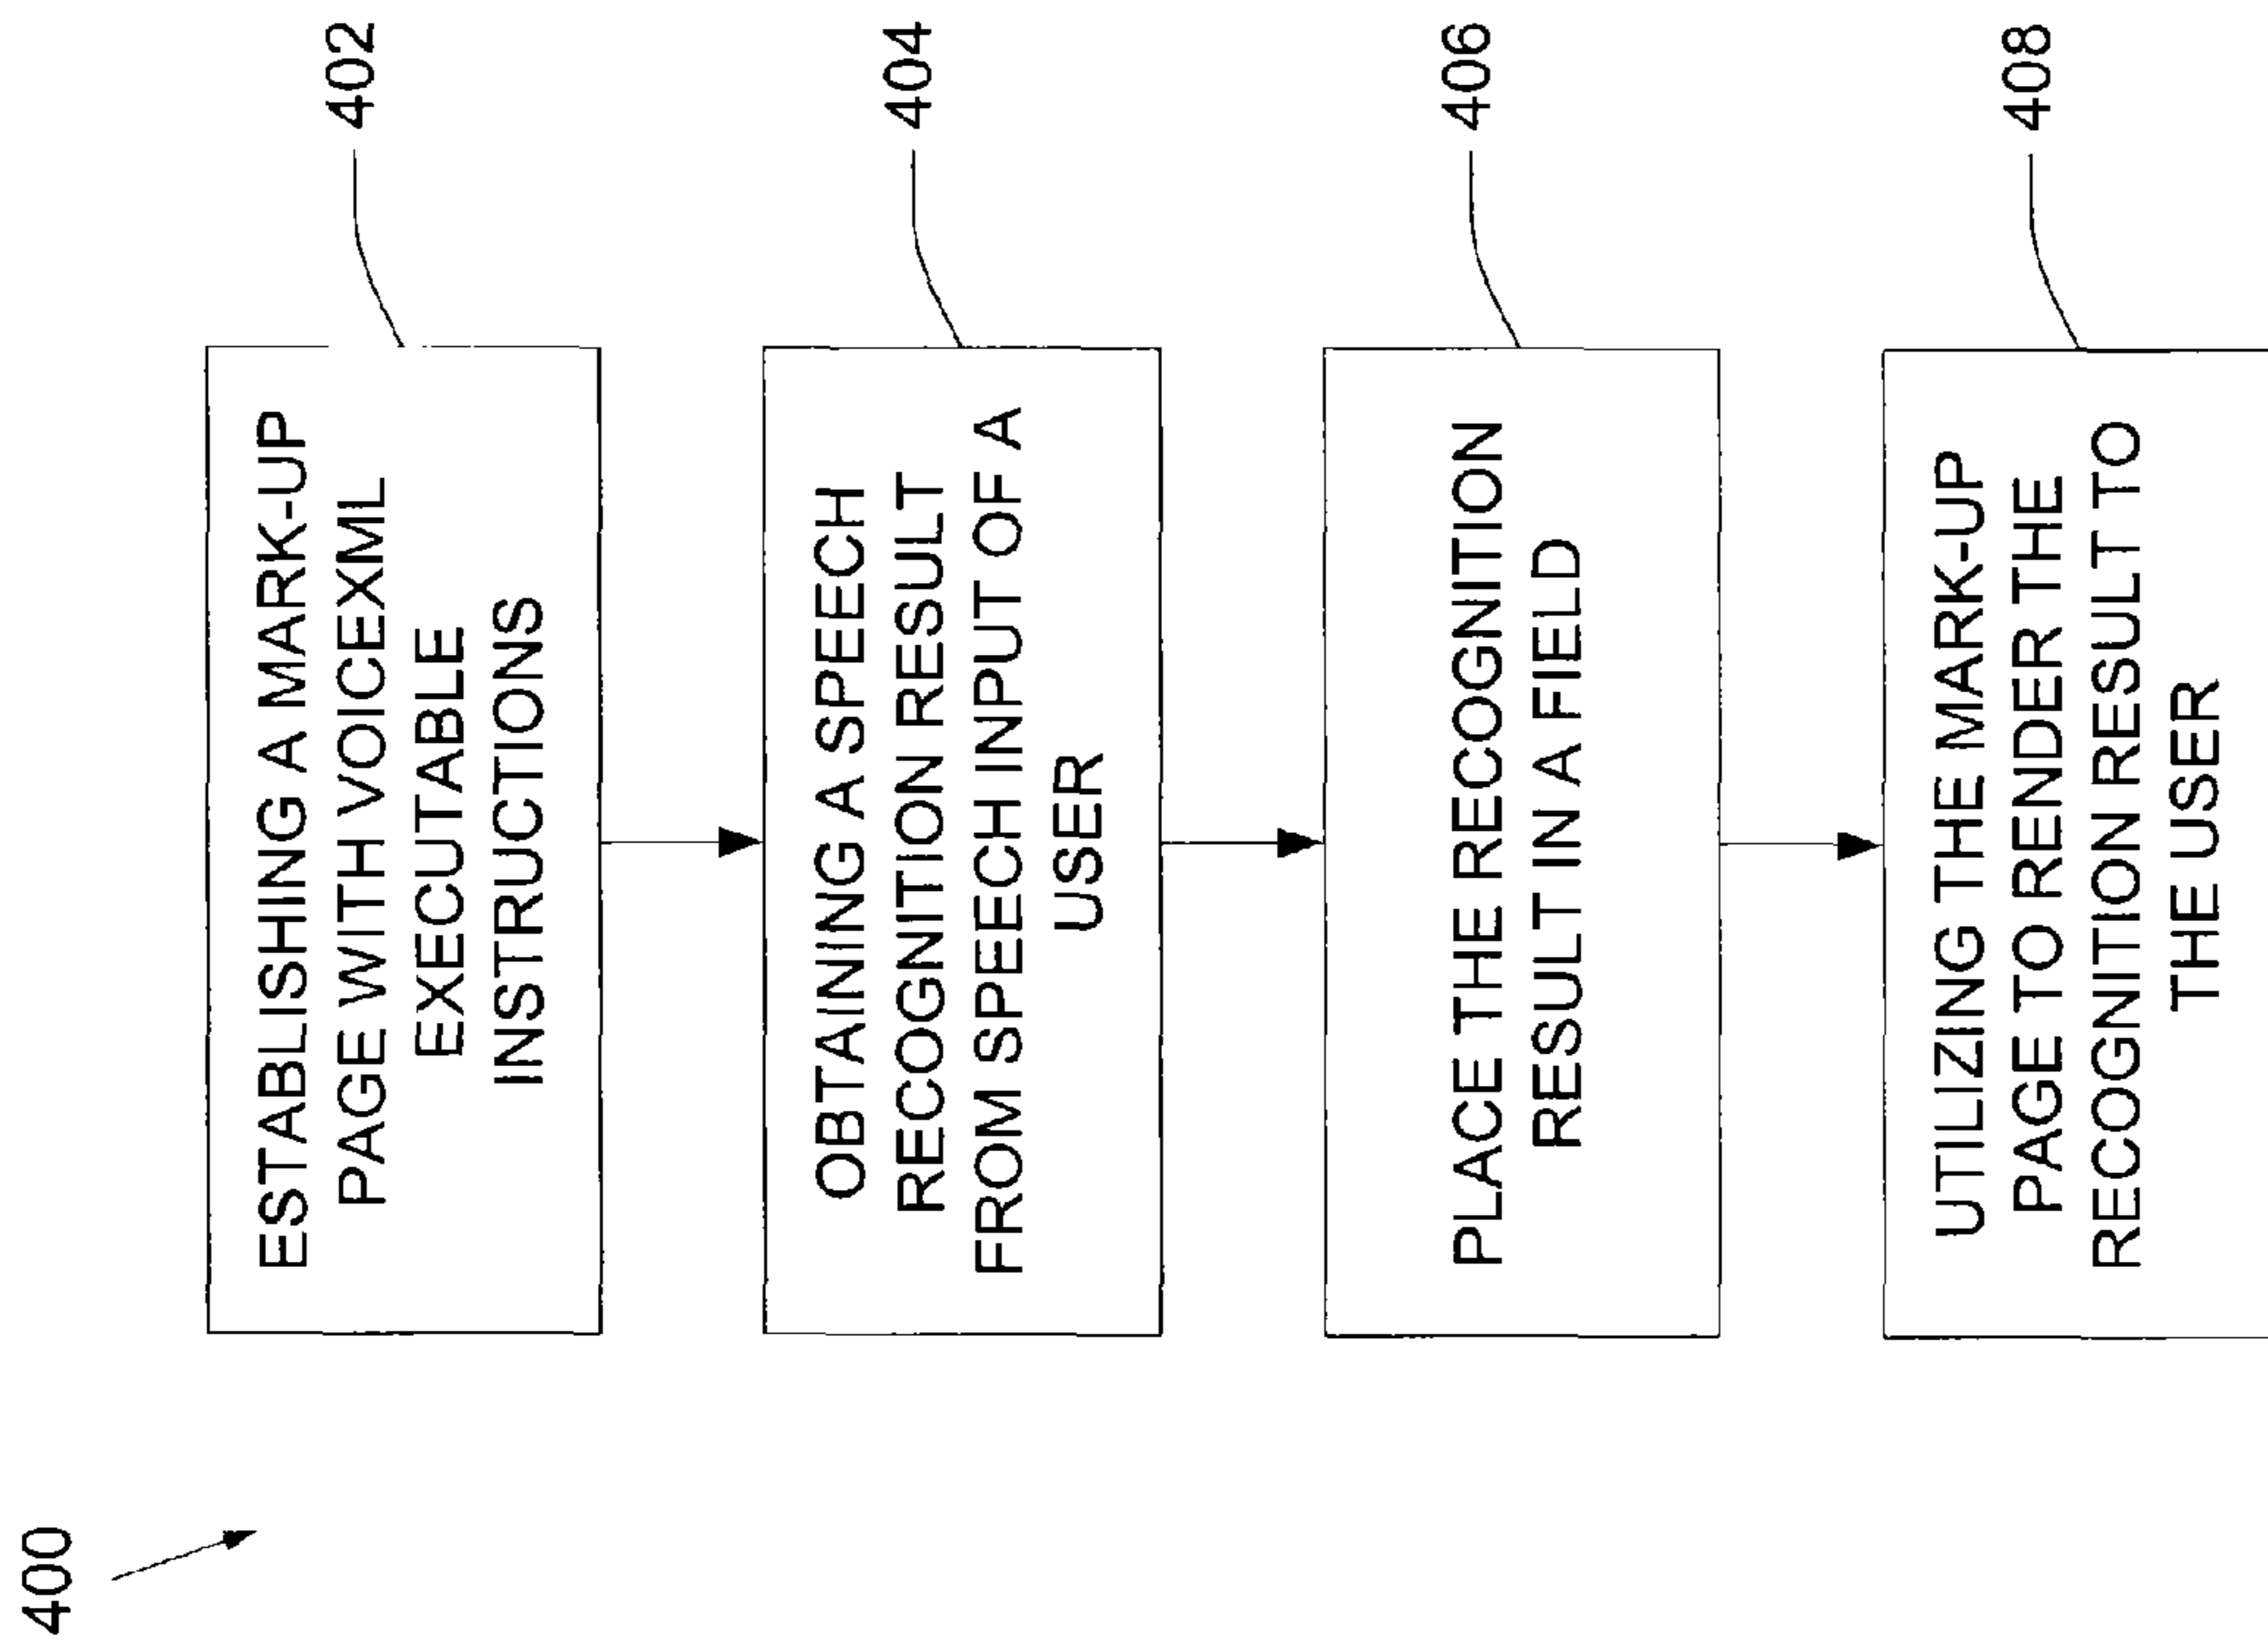 400
ESTABLISHING A MARK-UP
PAGE WITH VOICEXML
EXECUTABLE
INSTRUCTIONS
402
OBTAINING A SPEECH
RECOGNITION RESULT
FROM SPEECH INPUT OF A
USER
404
PLACE THE RECOGNITION
RESULT IN A FIELD
406
UTILIZING THE MARK-UP
PAGE TO RENDER THE
RECOGNITION RESULT TO
THE USER
408